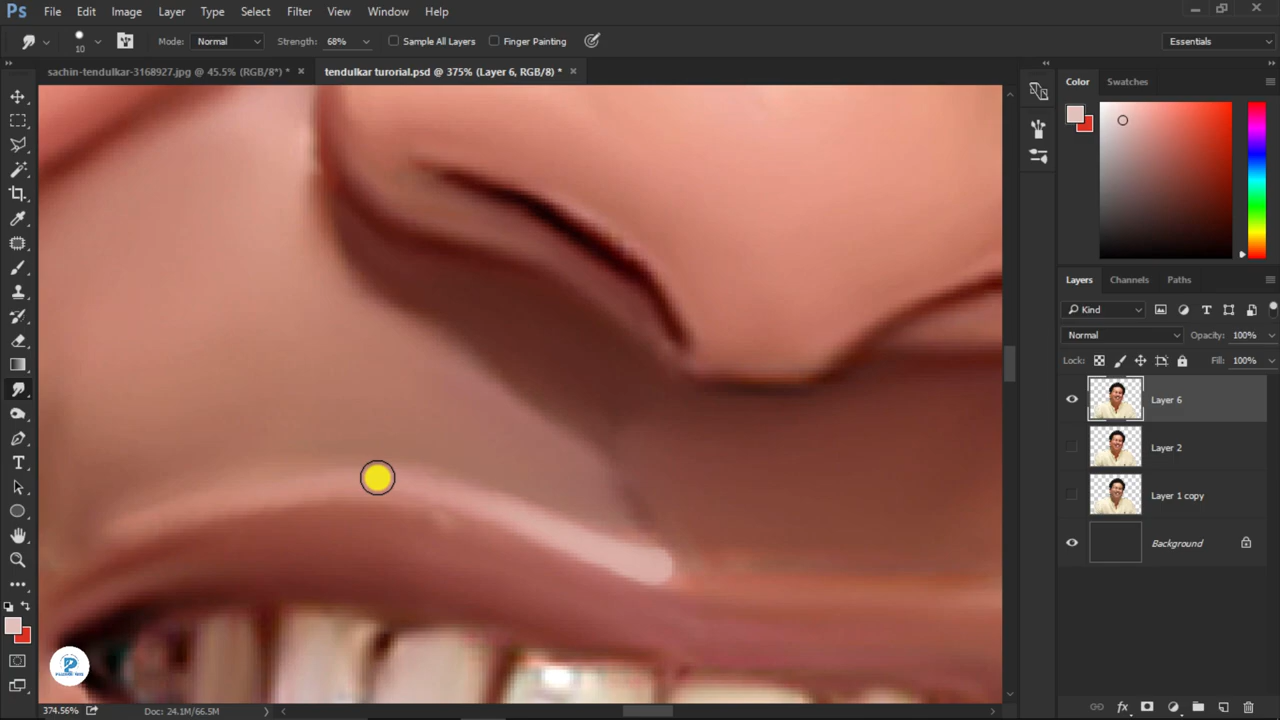 Ps File Edit Image Layer Type Select Filter View Window Help
10 Mode: Normal Strength: 68% Sample All Layers Finger Painting Essentials
sachin-tendulkar-3168927.jpg @ 45.5% (RGB/8*) * × tendulkar turorial.psd @ 375% (Layer 6, RGB/8) * ×
Color Swatches
Layers Channels Paths
Kind
Normal Opacity: 100%
Lock: Fill: 100%
Layer 6
Layer 2
Layer 1 copy
Background
374.56% Doc: 24.1M/66.5M